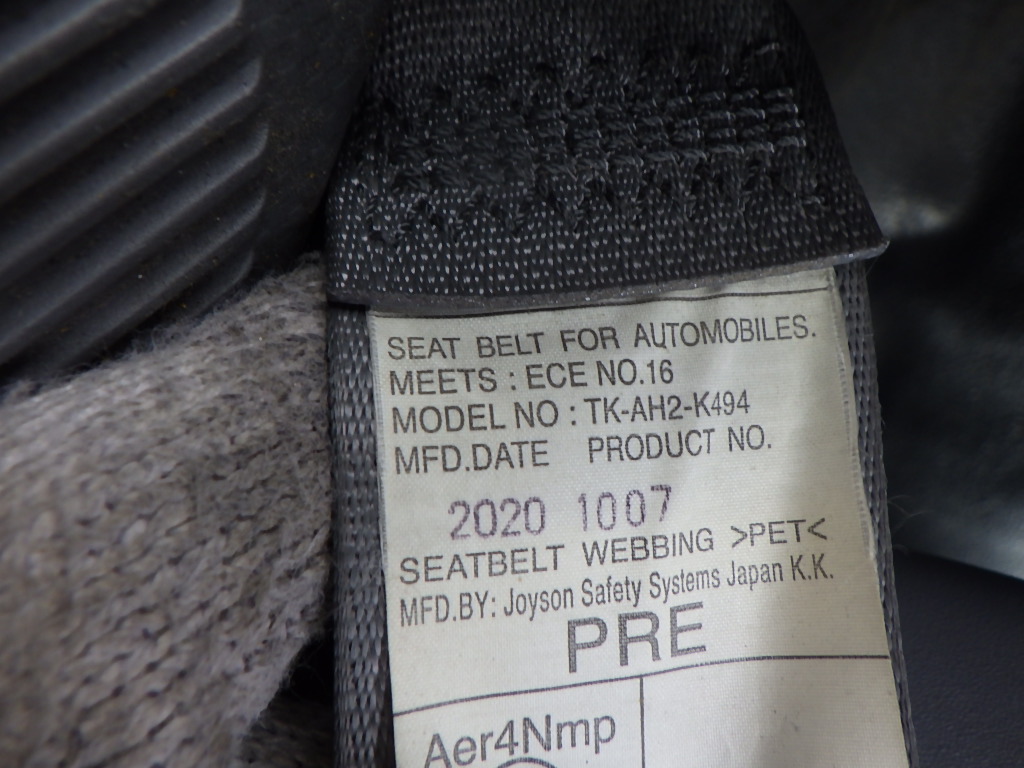 SEAT BELT FOR AUTOMOBILES.
MEETS : ECE NO.16
MODEL NO : TK-AH2-K494
MFD.DATE PRODUCT NO.
2020 1007
SEATBELT WEBBING >PET<
MFD.BY: Joyson Safety Systems Japan K.K.
PRE
Aer4Nmp